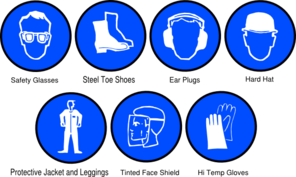 Safety Glasses
Steel Toe Shoes
Ear Plugs
Hard Hat
Protective Jacket and Leggings
Tinted Face Shield
Hi Temp Gloves